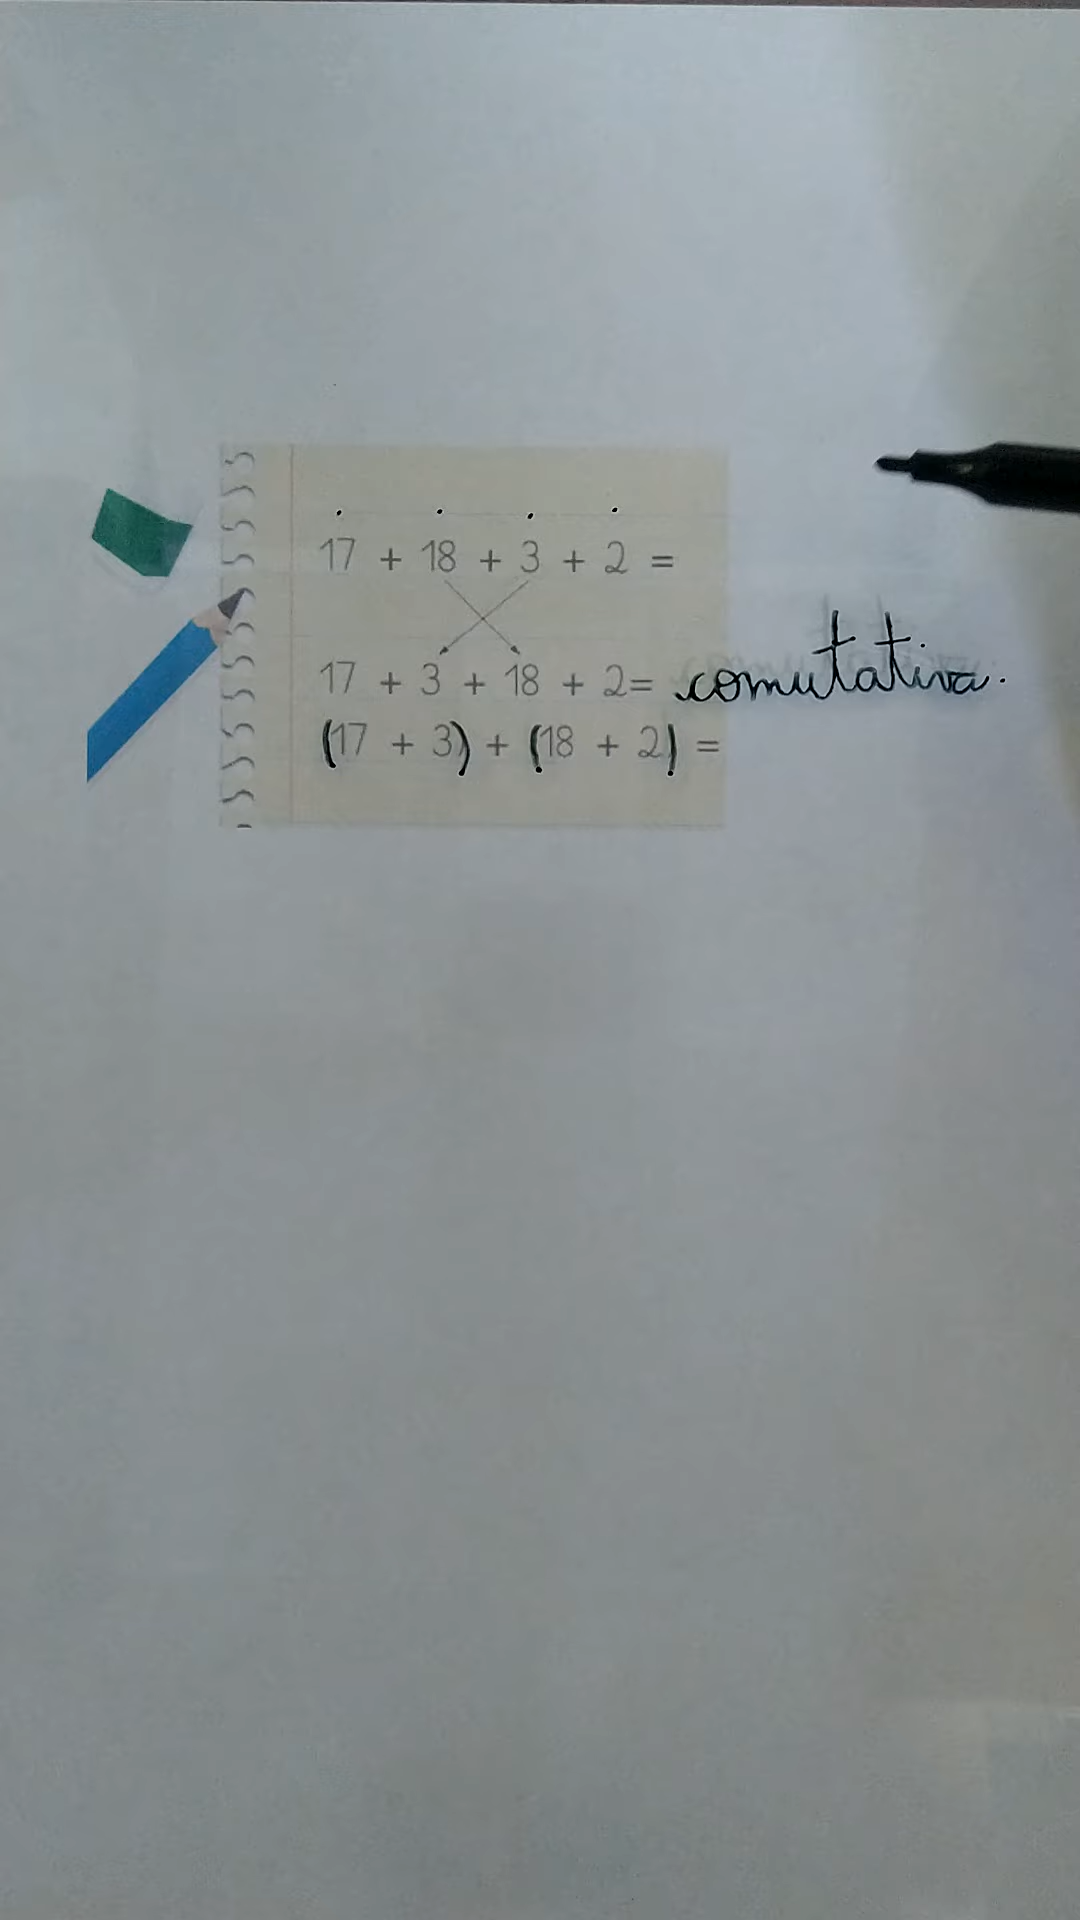 17 + 18 + 3 + 2 =
17 + 3 + 18 + 2 = comutativa.
(17 + 3) + (18 + 2) =